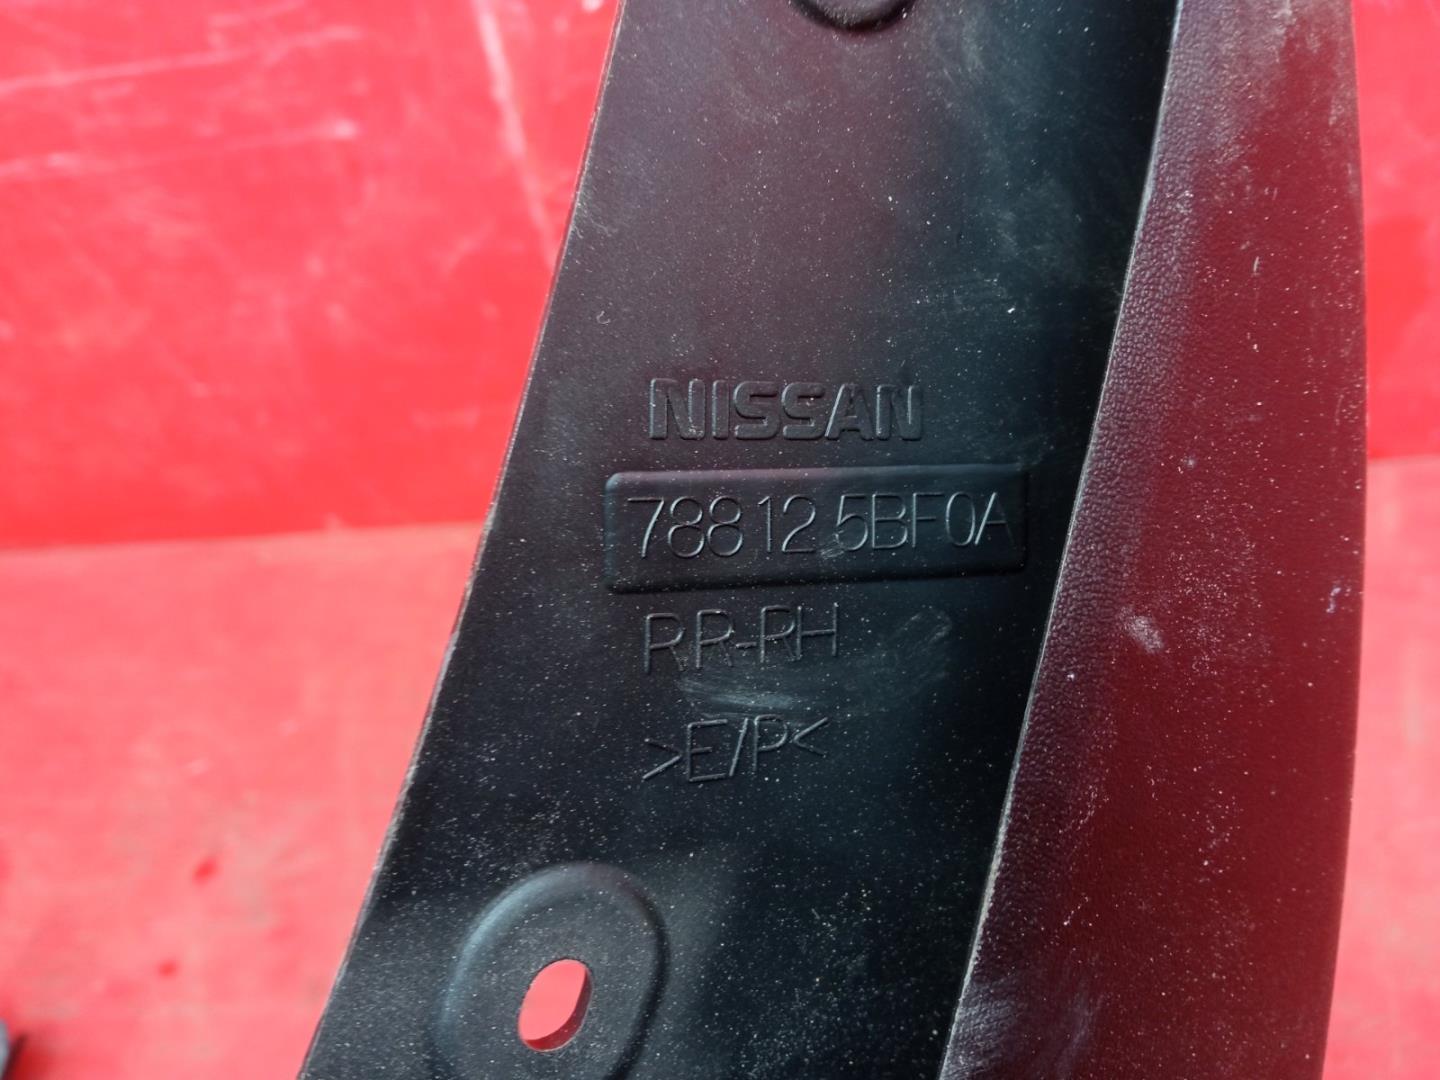 NISSAN
78812 5BF0A
RR-RH
>E/P<